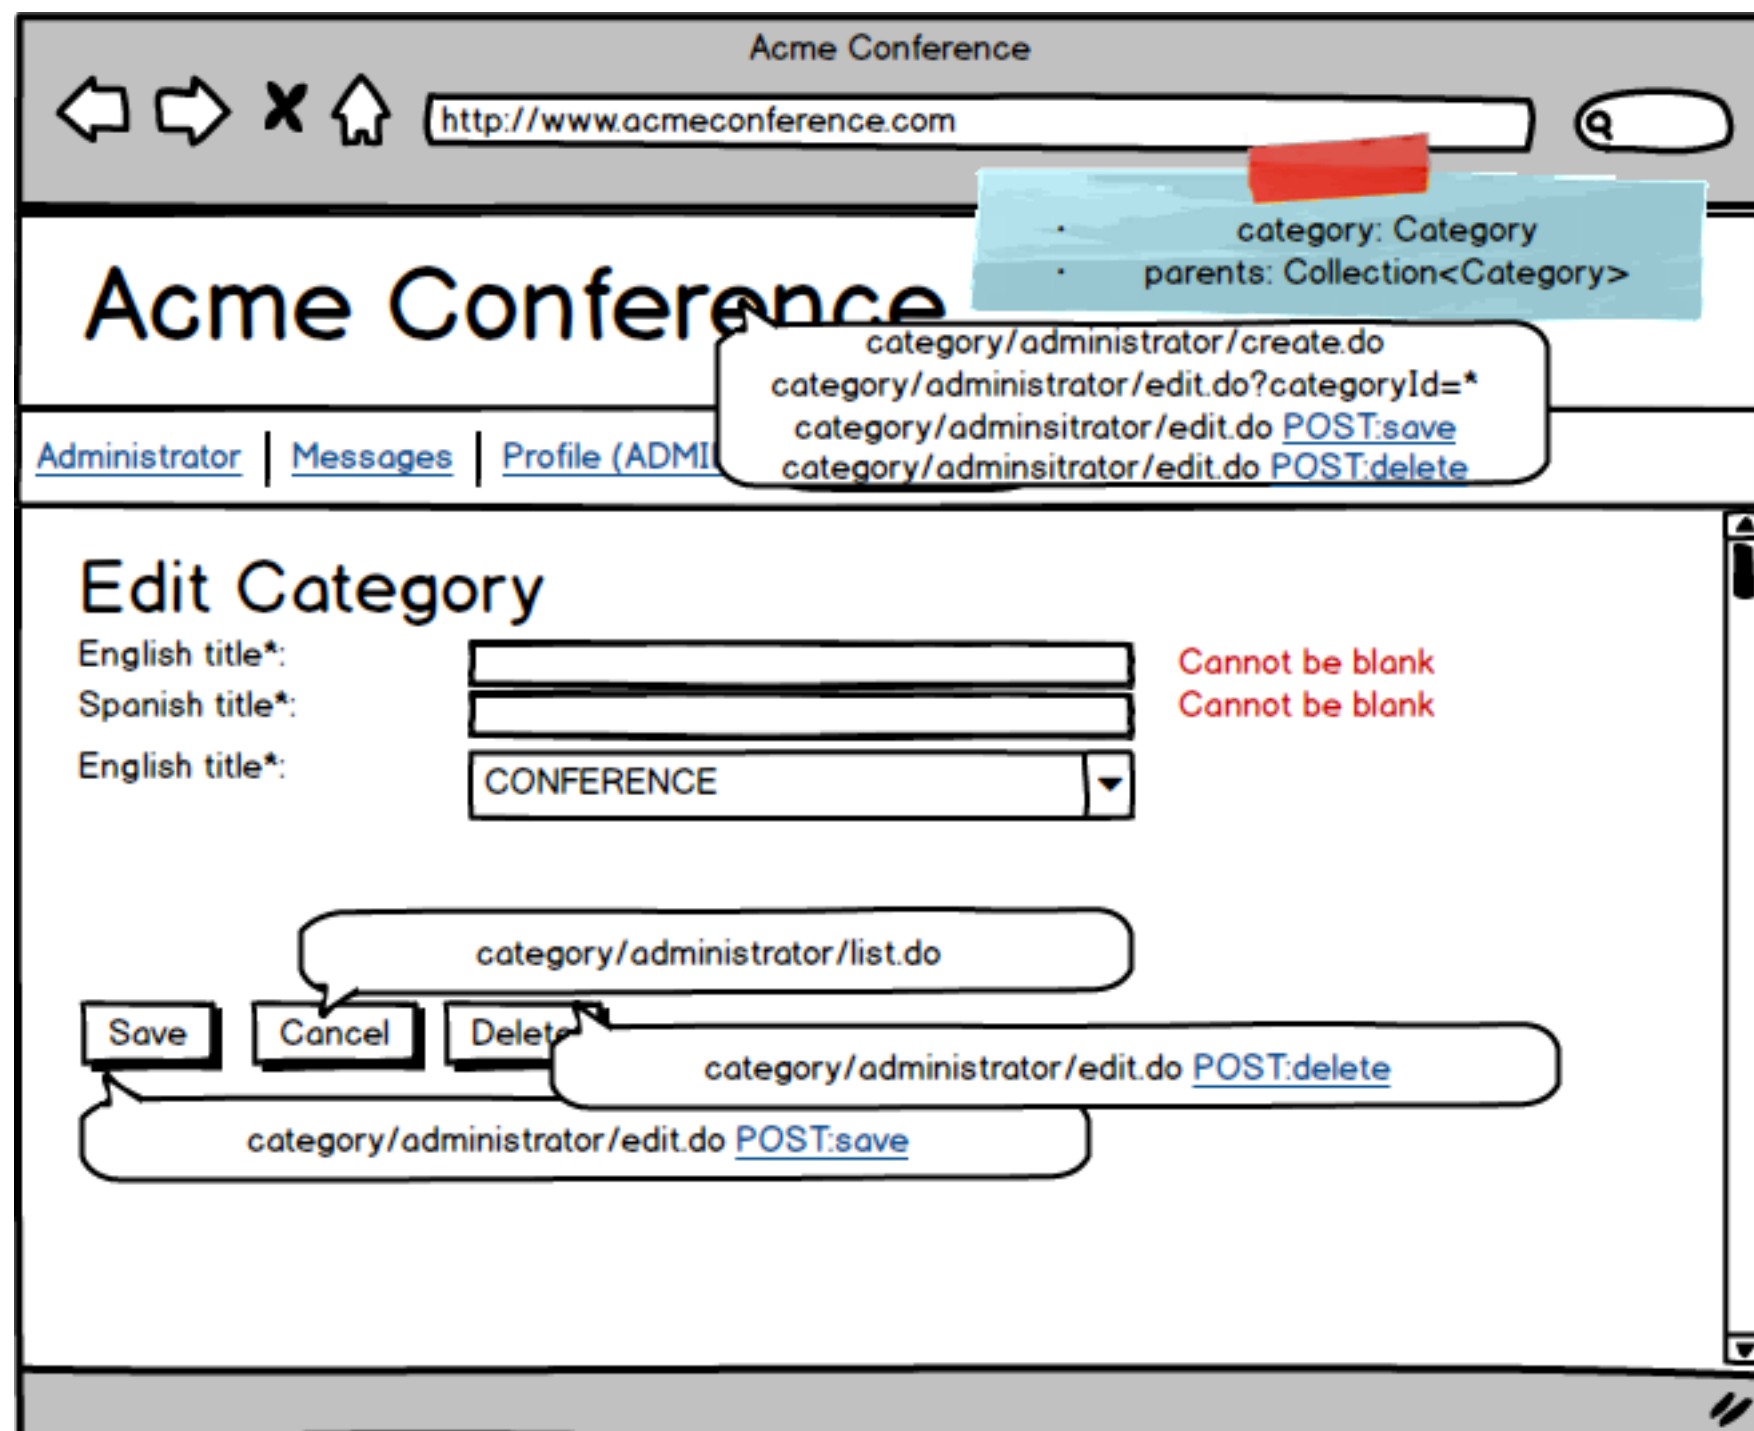 Acme Conference
http://www.acmeconference.com
· category: Category
· parents: Collection<Category>
Acme Conference
category/administrator/create.do
category/administrator/edit.do?categoryId=*
category/adminsitrator/edit.do POST:save
category/adminsitrator/edit.do POST:delete
Administrator | Messages | Profile (ADMI
Edit Category
English title*: Cannot be blank
Spanish title*: Cannot be blank
English title*: CONFERENCE
category/administrator/list.do
Save Cancel Delete
category/administrator/edit.do POST:delete
category/administrator/edit.do POST:save